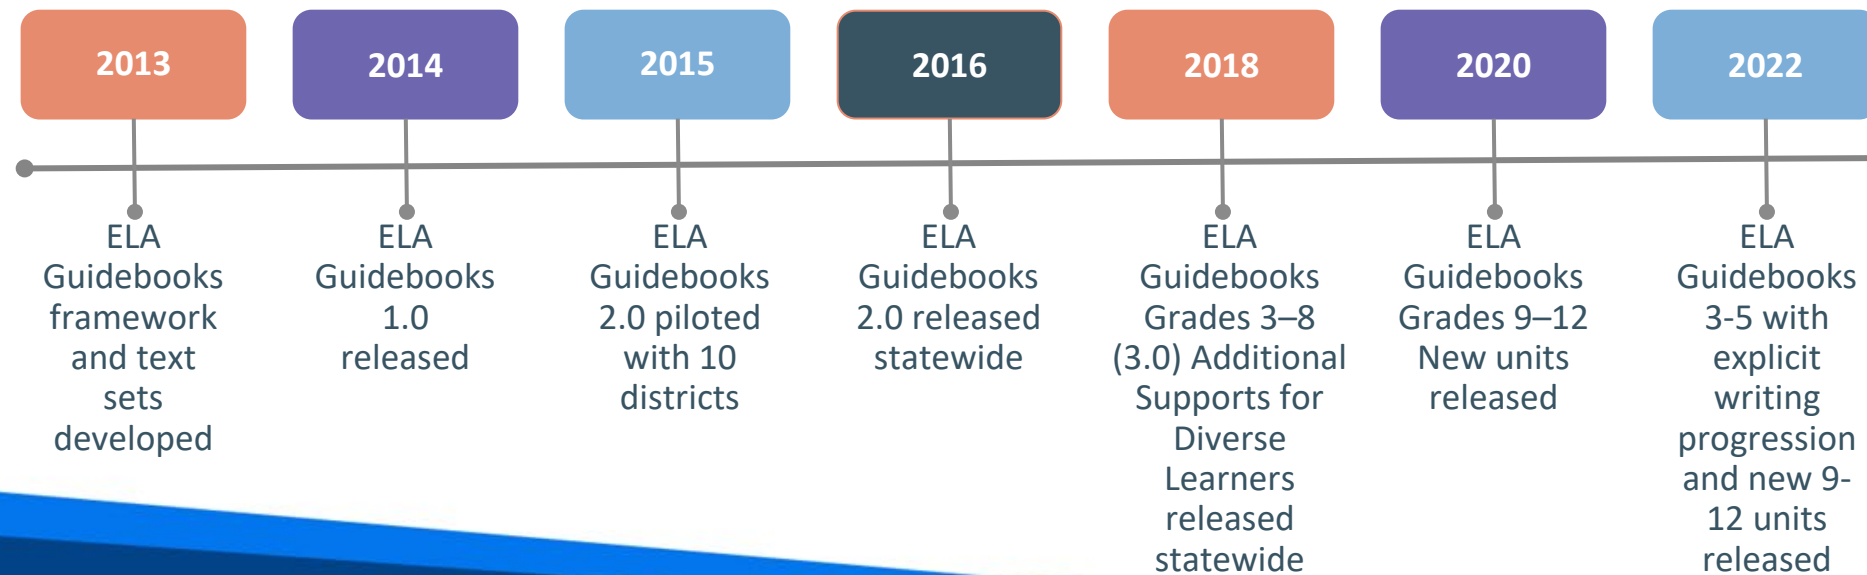 2013
2014
2015
2016
2018
2020
2022
ELA
Guidebooks
framework
and text
sets
developed
ELA
Guidebooks
1.0
released
ELA
Guidebooks
2.0 piloted
with 10
districts
ELA
Guidebooks
2.0 released
statewide
ELA
Guidebooks
Grades 3–8
(3.0) Additional
Supports for
Diverse
Learners
released
statewide
ELA
Guidebooks
Grades 9–12
New units
released
ELA
Guidebooks
3-5 with
explicit
writing
progression
and new 9-
12 units
released